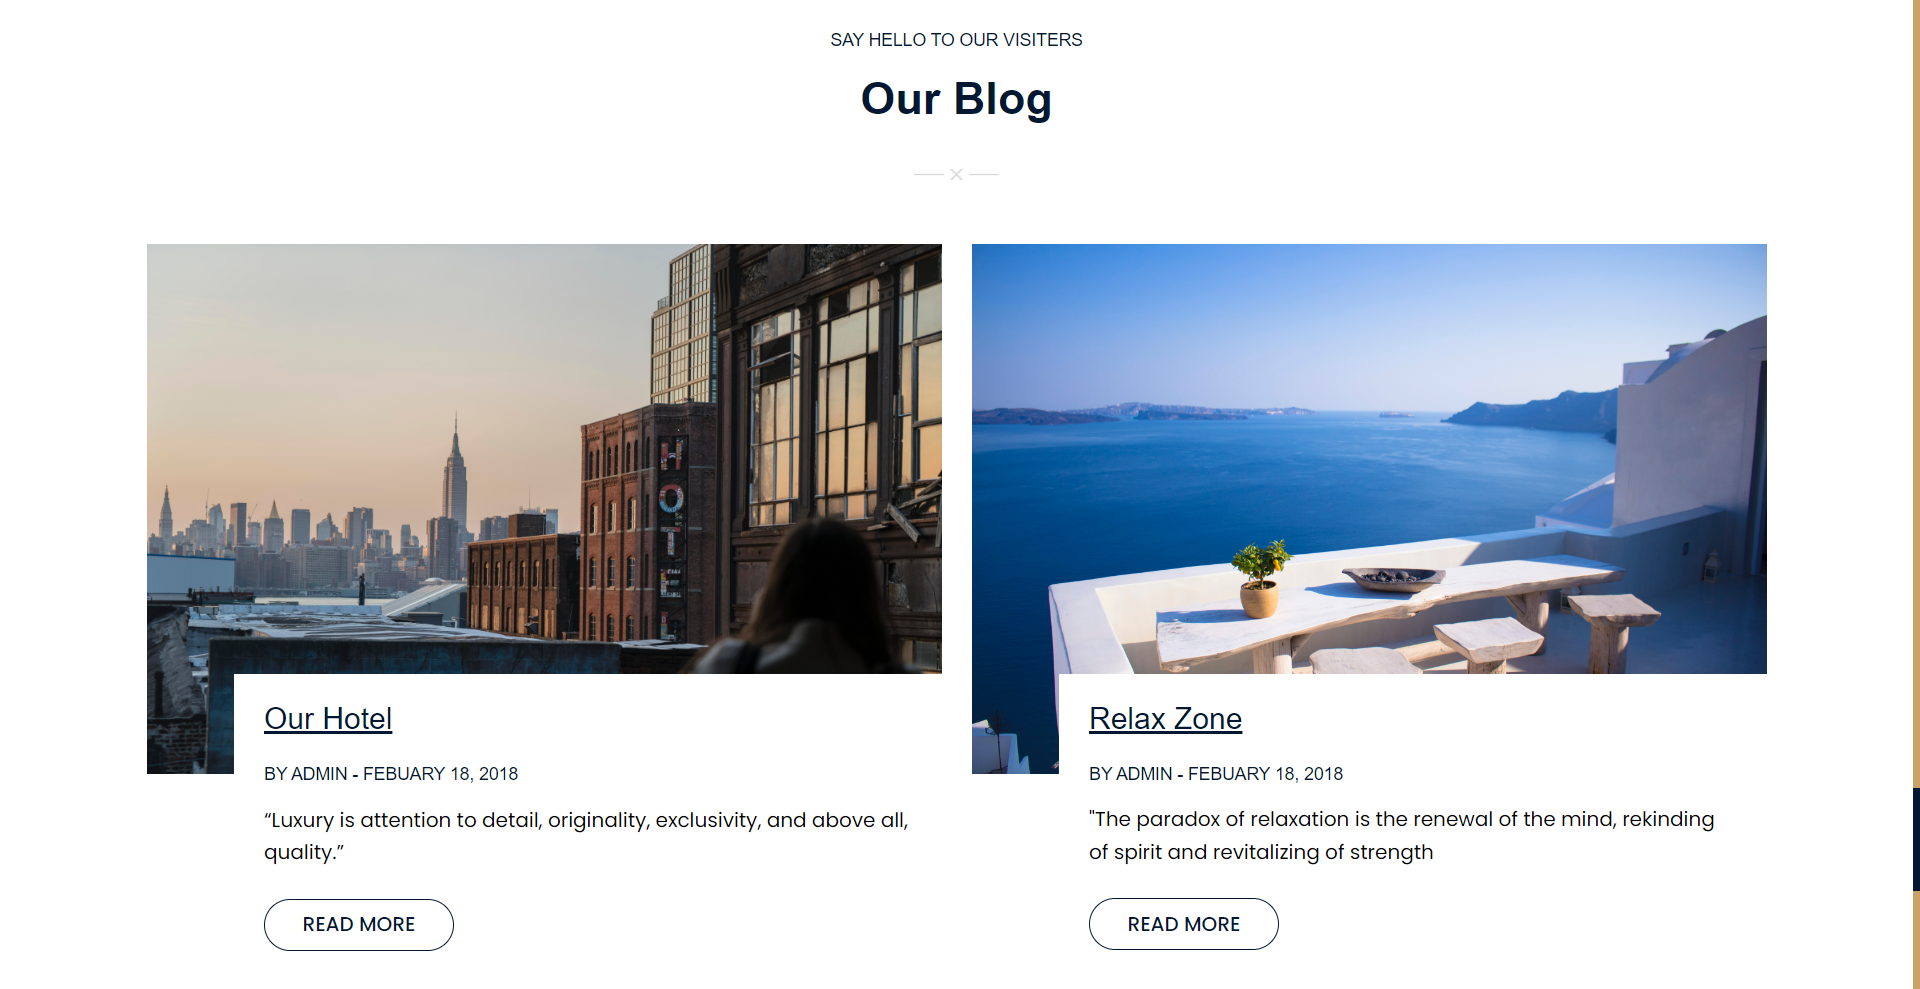 SAY HELLO TO OUR VISITERS
Our Blog
HOTEL
Our Hotel
BY ADMIN - FEBUARY 18, 2018
“Luxury is attention to detail, originality, exclusivity, and above all,
quality.”
READ MORE
Relax Zone
BY ADMIN - FEBUARY 18, 2018
"The paradox of relaxation is the renewal of the mind, rekinding
of spirit and revitalizing of strength
READ MORE